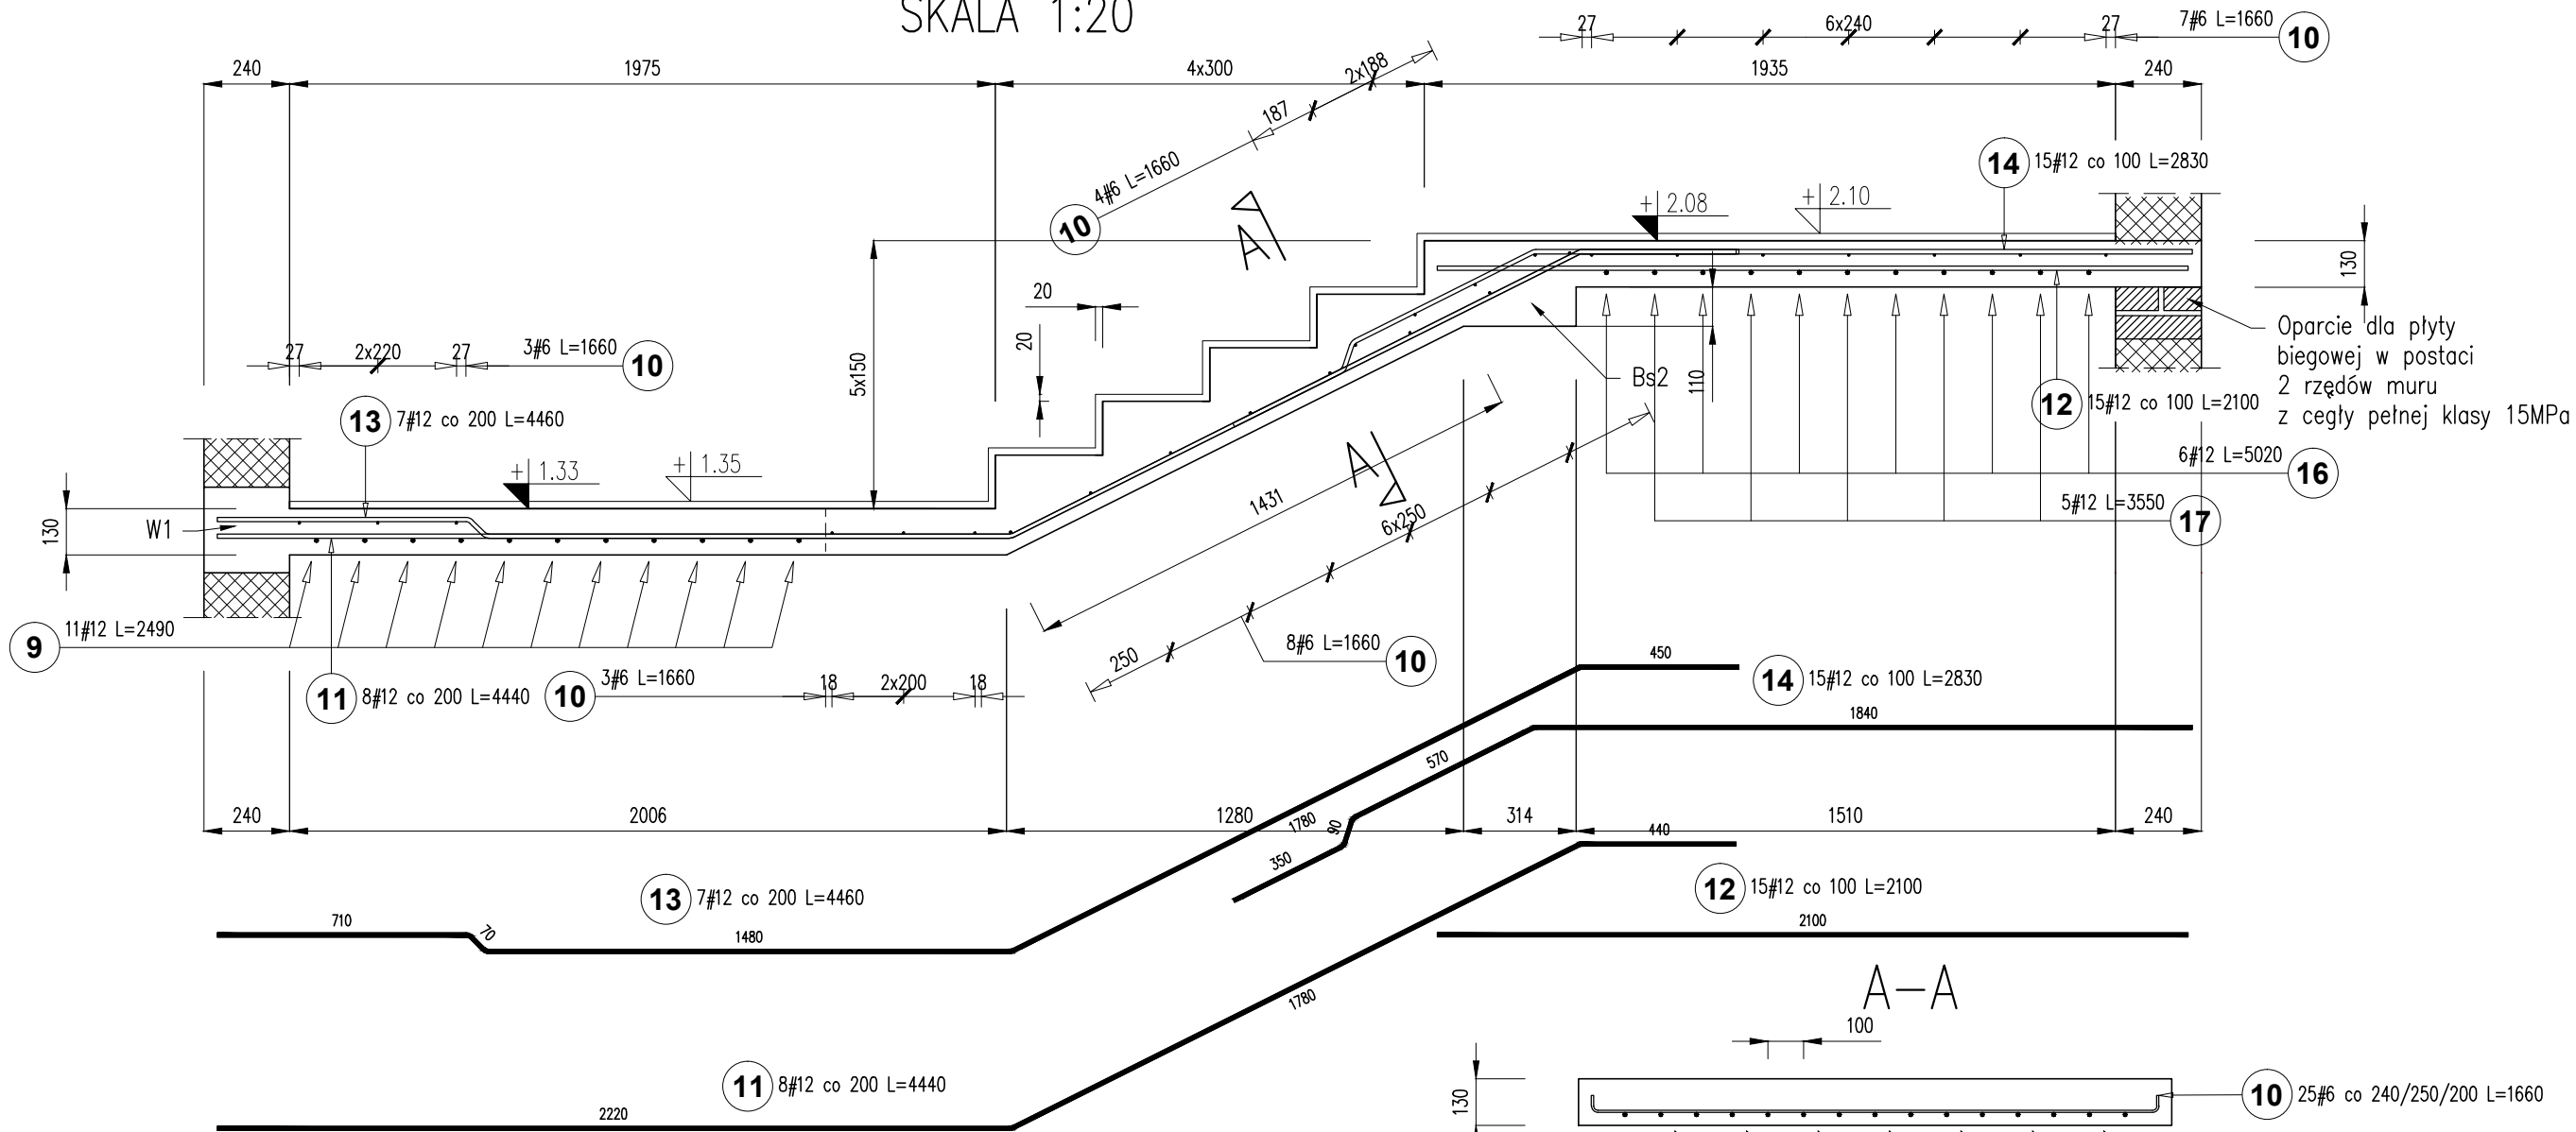 SKALA 1:20
27
6x240
27
7#6 L=1660
10
240
1975
4x300
2x188
1935
240
187
4#6 L=1660
10
14
15#12 co 100 L=2830
A
+ 2.08
+ 2.10
130
20
20
5x150
27
2x220
27
3#6 L=1660
10
Bs2
110
Oparcie dla płyty
biegowej w postaci
2 rzędów muru
z cegły pełnej klasy 15MPa
12
15#12 co 100 L=2100
13
7#12 co 200 L=4460
+ 1.33
+ 1.35
A
1431
6x250
6#12 L=5020
16
5#12 L=3550
17
130
W1
9
11#12 L=2490
11
8#12 co 200 L=4440
10
3#6 L=1660
18
2x200
18
250
8#6 L=1660
10
450
14
15#12 co 100 L=2830
1840
570
240
2006
1280
314
1510
240
1780
90
350
440
13
7#12 co 200 L=4460
12
15#12 co 100 L=2100
710
70
1480
2100
1780
A-A
100
11
8#12 co 200 L=4440
2220
130
10
25#6 co 240/250/200 L=1660